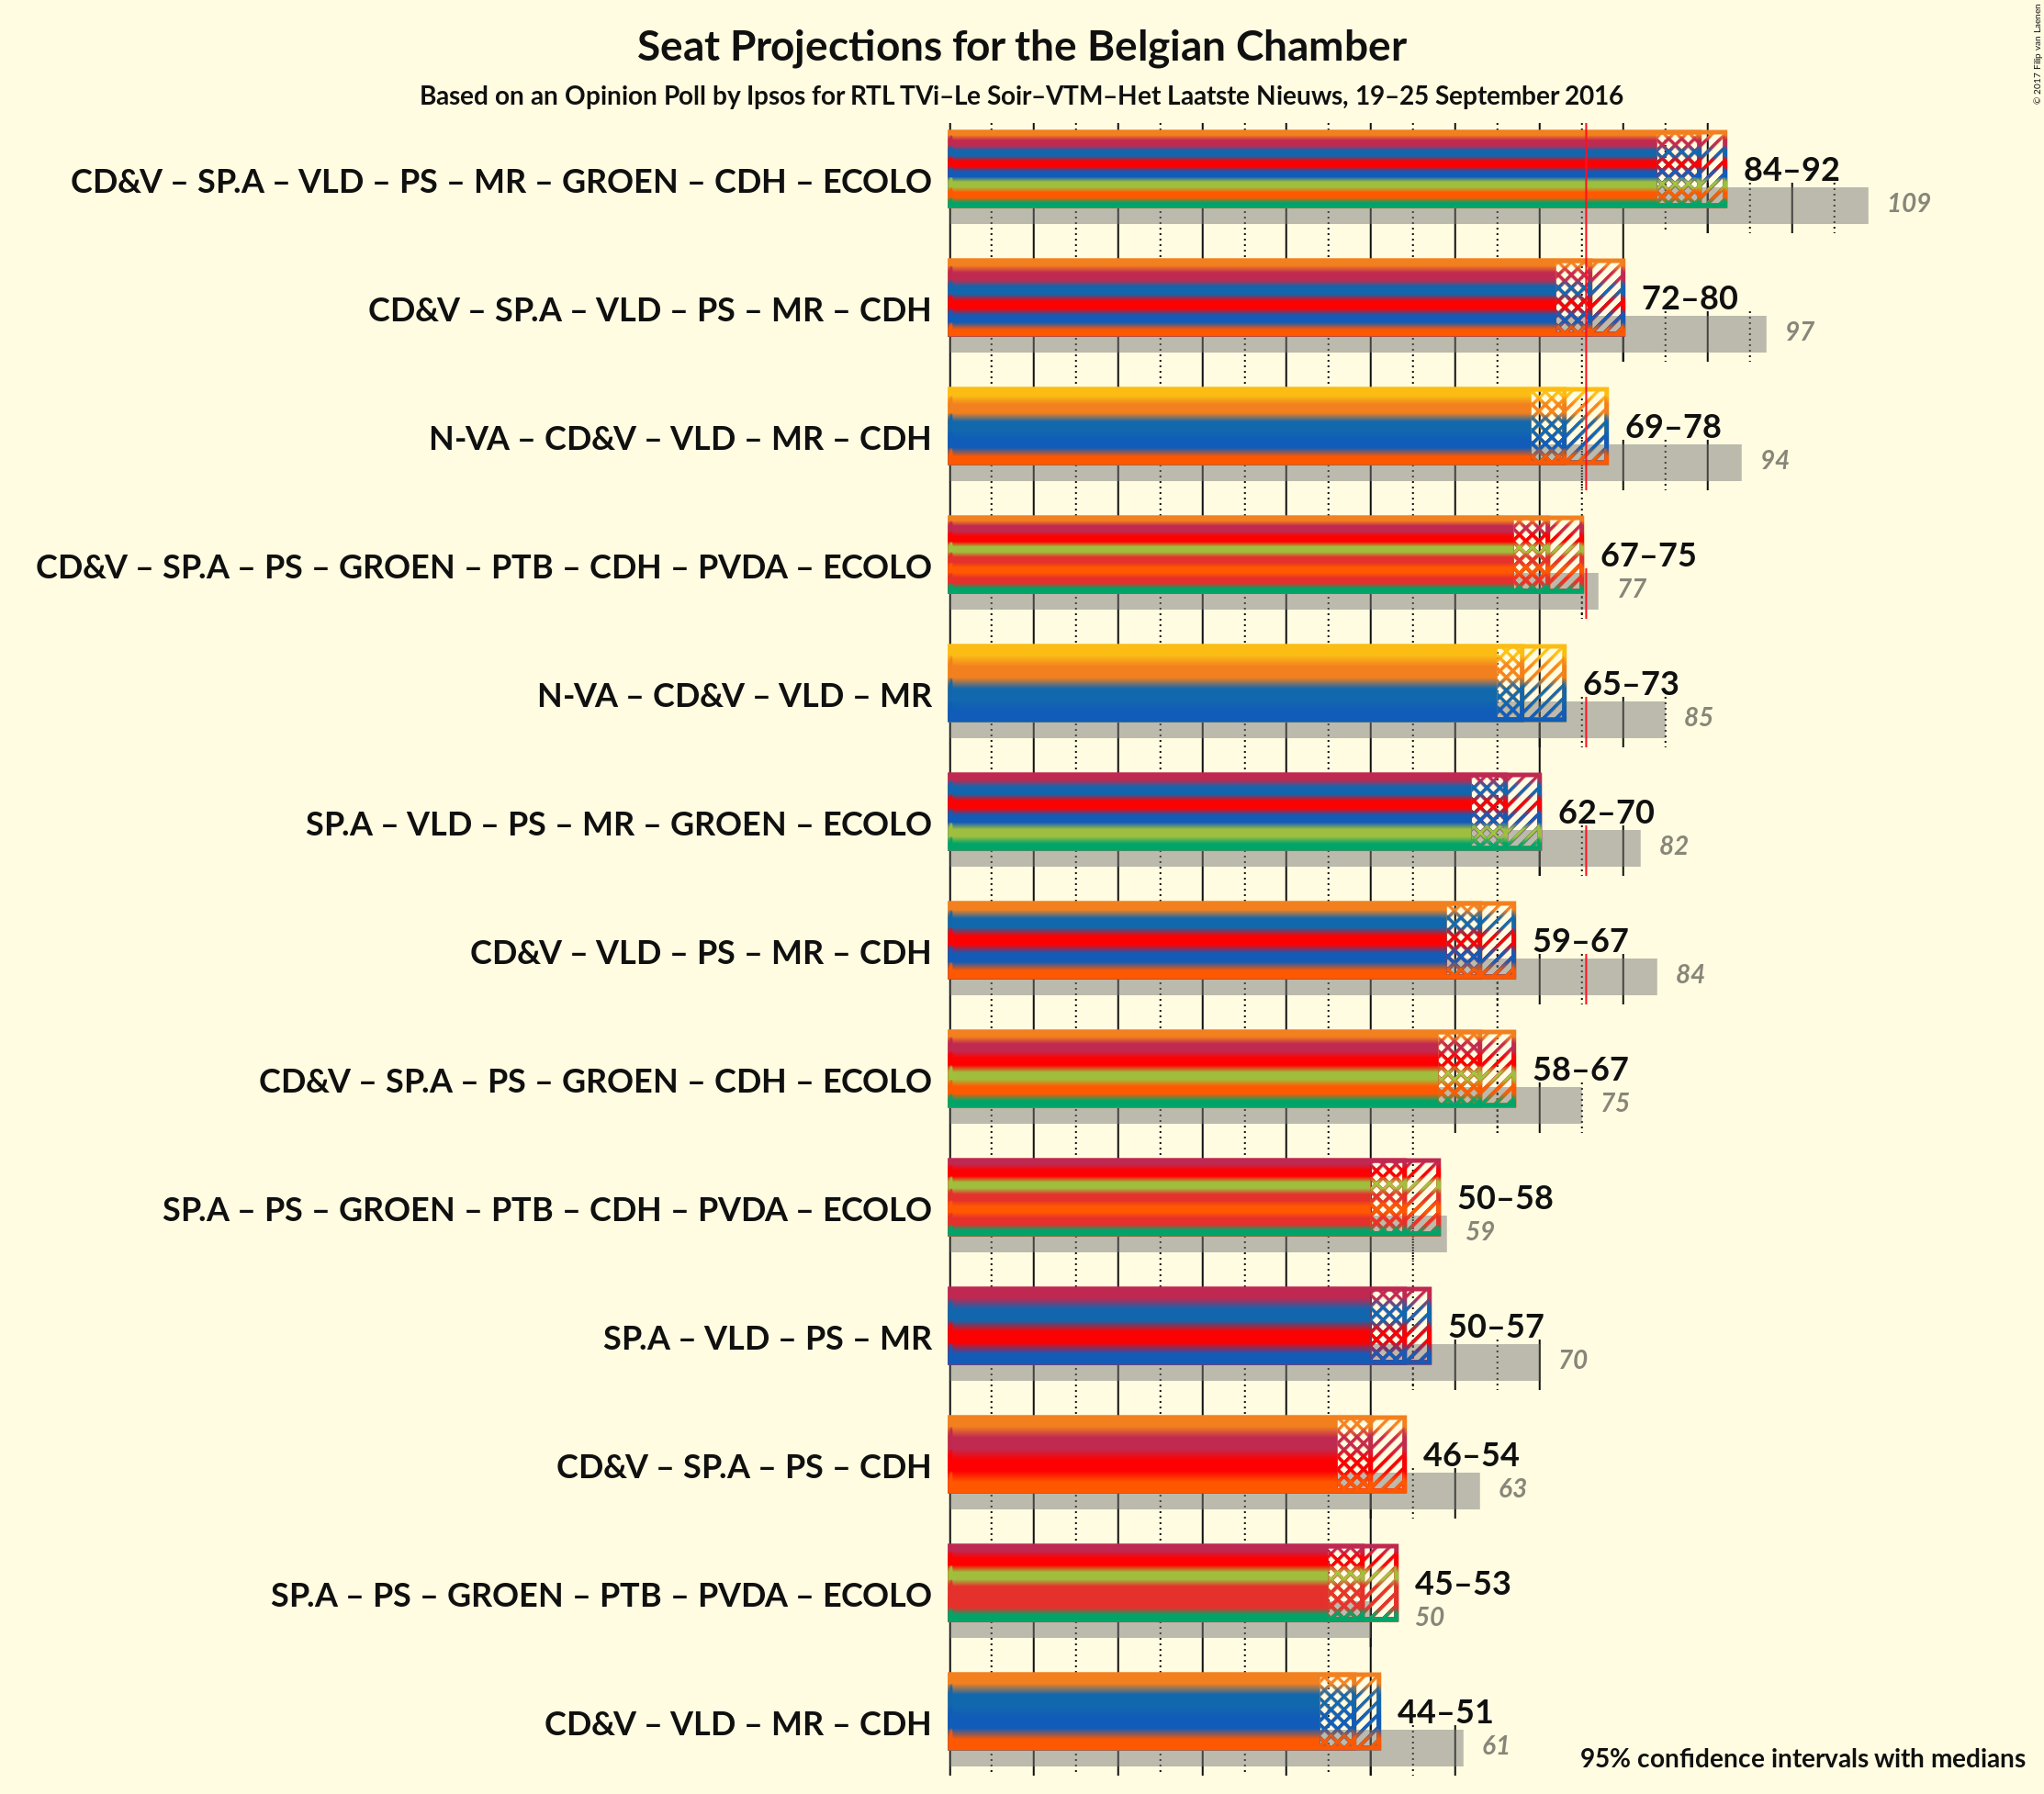 Seat Projections for the Belgian Chamber
Based on an Opinion Poll by Ipsos for RTL TVi–Le Soir–VTM–Het Laatste Nieuws, 19–25 September 2016
© 2017 Filip van Laenen
CD&V – SP.A – VLD – PS – MR – GROEN – CDH – ECOLO
84–92
109
CD&V – SP.A – VLD – PS – MR – CDH
72–80
97
N-VA – CD&V – VLD – MR – CDH
69–78
94
CD&V – SP.A – PS – GROEN – PTB – CDH – PVDA – ECOLO
67–75
77
N-VA – CD&V – VLD – MR
65–73
85
SP.A – VLD – PS – MR – GROEN – ECOLO
62–70
82
CD&V – VLD – PS – MR – CDH
59–67
84
CD&V – SP.A – PS – GROEN – CDH – ECOLO
58–67
75
SP.A – PS – GROEN – PTB – CDH – PVDA – ECOLO
50–58
59
SP.A – VLD – PS – MR
50–57
70
CD&V – SP.A – PS – CDH
46–54
63
SP.A – PS – GROEN – PTB – PVDA – ECOLO
45–53
50
CD&V – VLD – MR – CDH
44–51
61
95% confidence intervals with medians